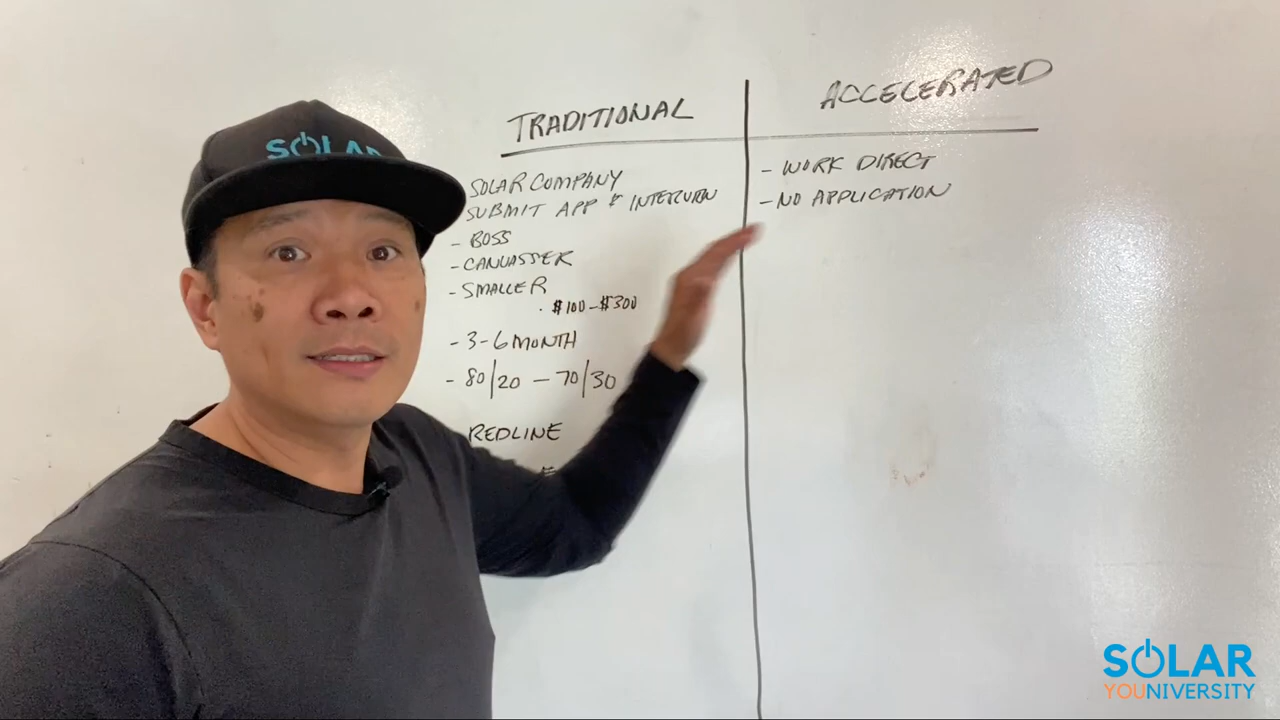 TRADITIONAL
ACCELERATED
SOLAR COMPANY
SUBMIT APP & INTERVIEW
- BOSS
- CANVASSER
- SMALLER
· $100 - $300
- 3-6 MONTH
- 80/20 - 70/30
REDLINE
- WORK DIRECT
- NO APPLICATION
SOLAR
SOLAR
YOUNIVERSITY